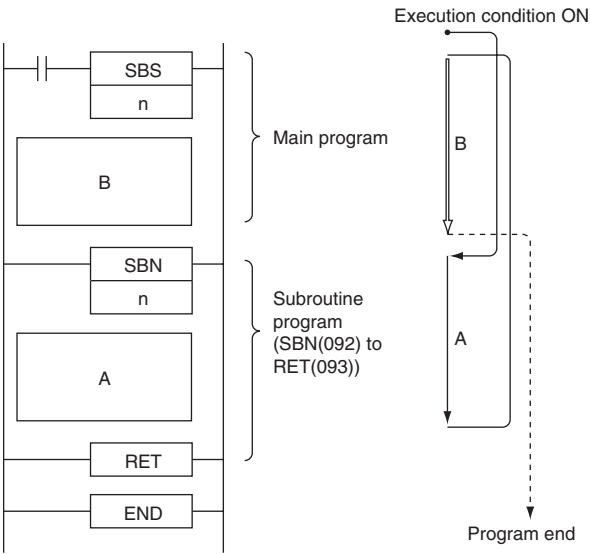 Execution condition ON
SBS
n
Main program
B
B
SBN
n
Subroutine
program
(SBN(092) to
RET(093))
A
A
RET
END
Program end